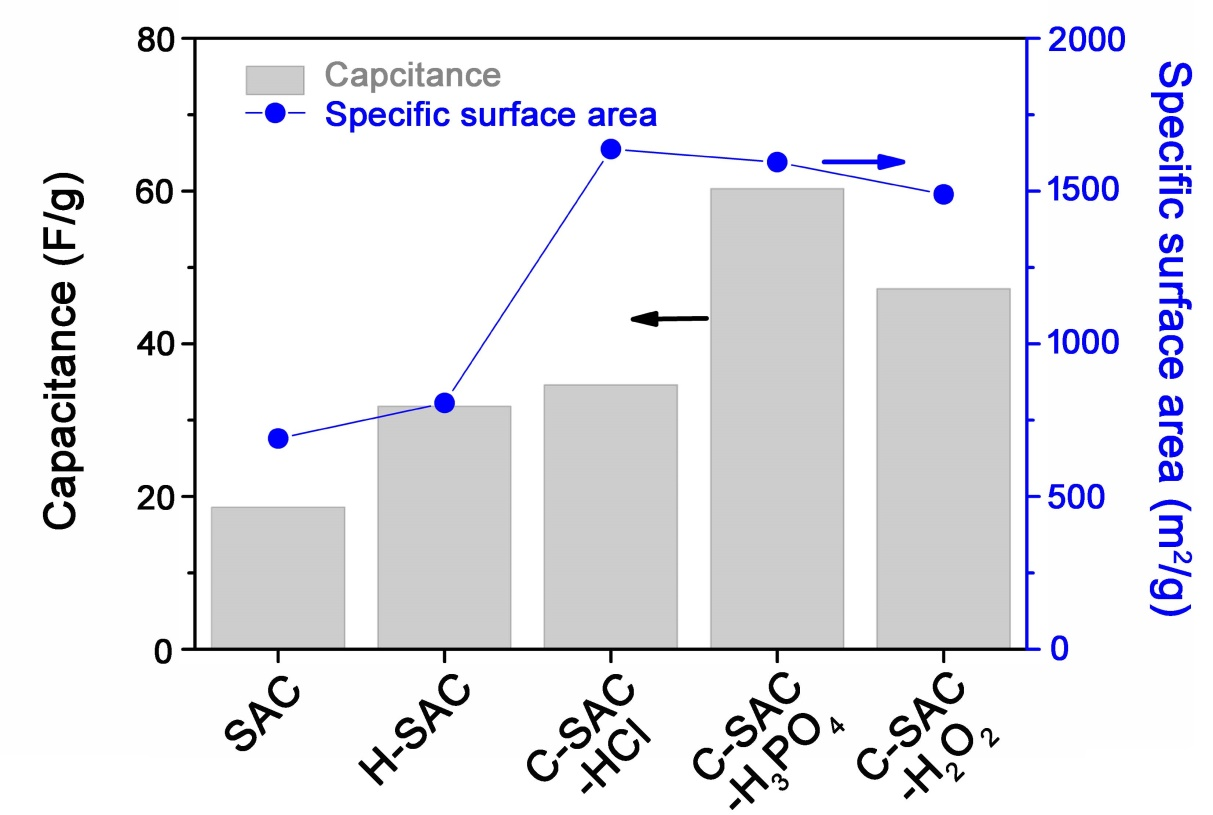 Capcitance
Specific surface area
Capacitance (F/g)
80
60
40
20
0
2000
1500
1000
500
0
Specific surface area (m²/g)
SAC
H-SAC
C-SAC
-HCl
C-SAC
-H₃PO₄
C-SAC
-H₂O₂